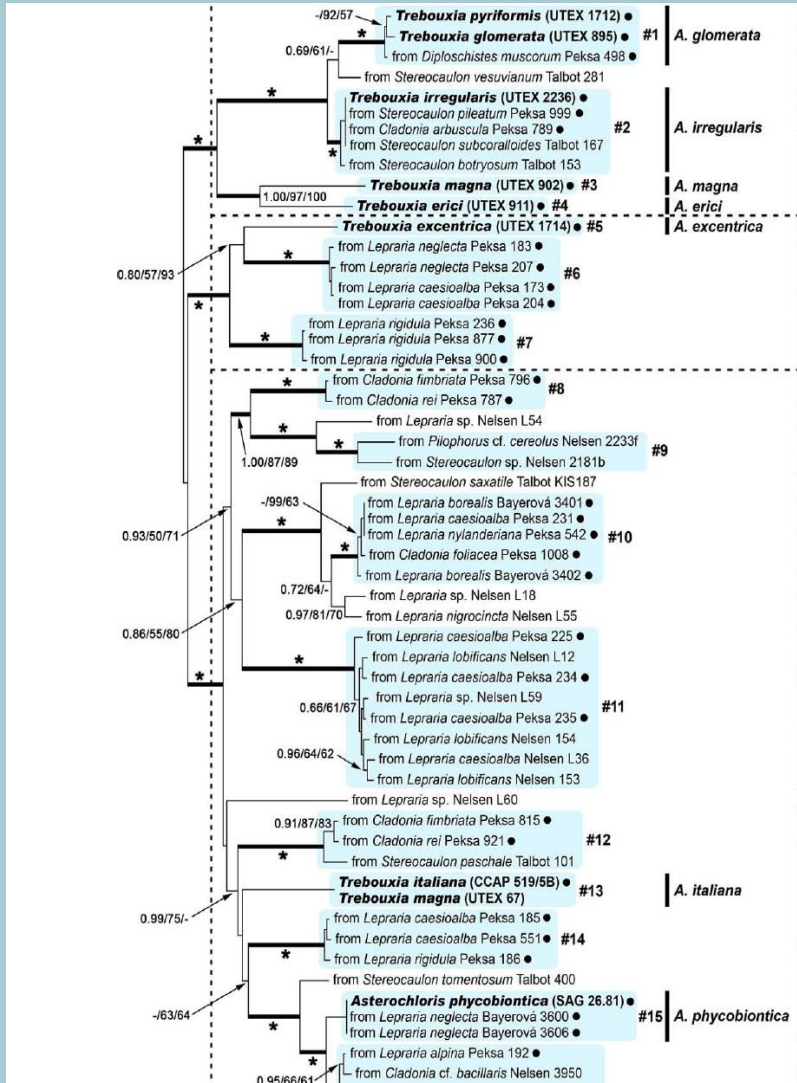 -/92/57
Trebouxia pyriformis (UTEX 1712) ●
Trebouxia glomerata (UTEX 895) ● #1 A. glomerata
from Diploschistes muscorum Peksa 498 ●
* 0.69/61/-
from Stereocaulon vesuvianum Talbot 281
*
Trebouxia irregularis (UTEX 2236) ●
from Stereocaulon pileatum Peksa 999 ●
from Cladonia arbuscula Peksa 789 ● #2 A. irregularis
from Stereocaulon subcoralloides Talbot 167
*
from Stereocaulon botryosum Talbot 153
*
Trebouxia magna (UTEX 902) ● #3 A. magna
1.00/97/100
Trebouxia erici (UTEX 911) ● #4 A. erici
Trebouxia excentrica (UTEX 1714) ● #5 A. excentrica
from Lepraria neglecta Peksa 183 ●
*
from Lepraria neglecta Peksa 207 ● #6
0.80/57/93
from Lepraria caesioalba Peksa 173 ●
from Lepraria caesioalba Peksa 204 ●
*
from Lepraria rigidula Peksa 236 ●
from Lepraria rigidula Peksa 877 ● #7
*
from Lepraria rigidula Peksa 900 ●
*
from Cladonia fimbriata Peksa 796 ● #8
from Cladonia rei Peksa 787 ●
from Lepraria sp. Nelsen L54
*
from Pilophorus cf. cereolus Nelsen 2233f #9
*
1.00/87/89
from Stereocaulon sp. Nelsen 2181b
from Stereocaulon saxatile Talbot KIS187
-/99/63
from Lepraria borealis Bayerová 3401 ●
from Lepraria caesioalba Peksa 231 ●
0.93/50/71
*
from Lepraria nylanderiana Peksa 542 ● #10
*
from Cladonia foliacea Peksa 1008 ●
from Lepraria borealis Bayerová 3402 ●
0.72/64/-
from Lepraria sp. Nelsen L18
0.97/81/70
from Lepraria nigrocincta Nelsen L55
0.86/55/80
from Lepraria caesioalba Peksa 225 ●
*
from Lepraria lobificans Nelsen L12
from Lepraria caesioalba Peksa 234 ●
*
from Lepraria sp. Nelsen L59
0.66/61/67 #11
from Lepraria caesioalba Peksa 235 ●
from Lepraria lobificans Nelsen 154
0.96/64/62
from Lepraria caesioalba Nelsen L36
from Lepraria lobificans Nelsen 153
from Lepraria sp. Nelsen L60
0.91/87/83
from Cladonia fimbriata Peksa 815 ●
from Cladonia rei Peksa 921 ● #12
*
from Stereocaulon paschale Talbot 101
Trebouxia italiana (CCAP 519/5B) ● #13 A. italiana
Trebouxia magna (UTEX 67)
0.99/75/-
from Lepraria caesioalba Peksa 185 ●
from Lepraria caesioalba Peksa 551 ● #14
*
from Lepraria rigidula Peksa 186 ●
from Stereocaulon tomentosum Talbot 400
-/63/64
*
Asterochloris phycobiontica (SAG 26.81) ●
from Lepraria neglecta Bayerová 3600 ● #15 A. phycobiontica
from Lepraria neglecta Bayerová 3606 ●
*
from Lepraria alpina Peksa 192 ●
0.95/66/61
from Cladonia cf. bacillaris Nelsen 3950